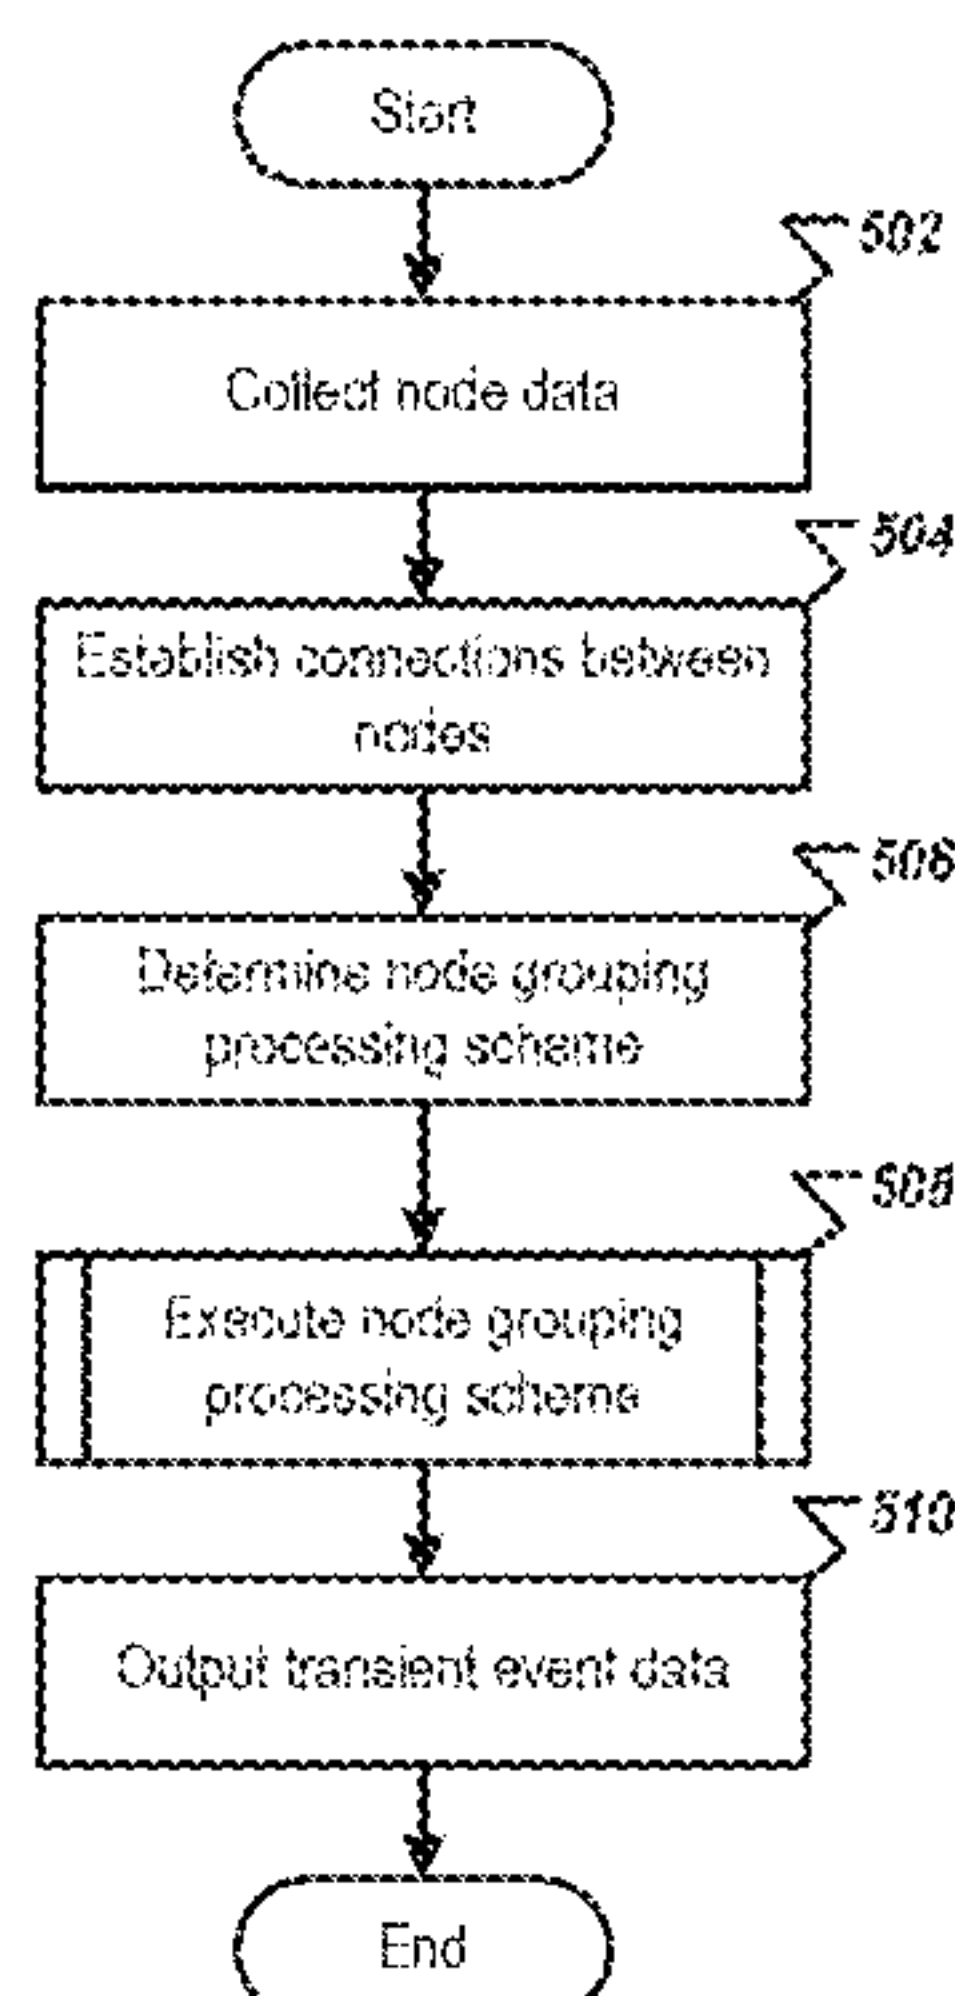 Start
502
Collect node data
504
Establish connections between
nodes
506
Determine node grouping
processing scheme
508
Execute node grouping
processing scheme
510
Output transient event data
End